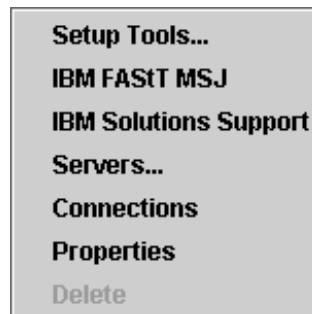 Setup Tools...
IBM FAStT MSJ
IBM Solutions Support
Servers...
Connections
Properties
Delete